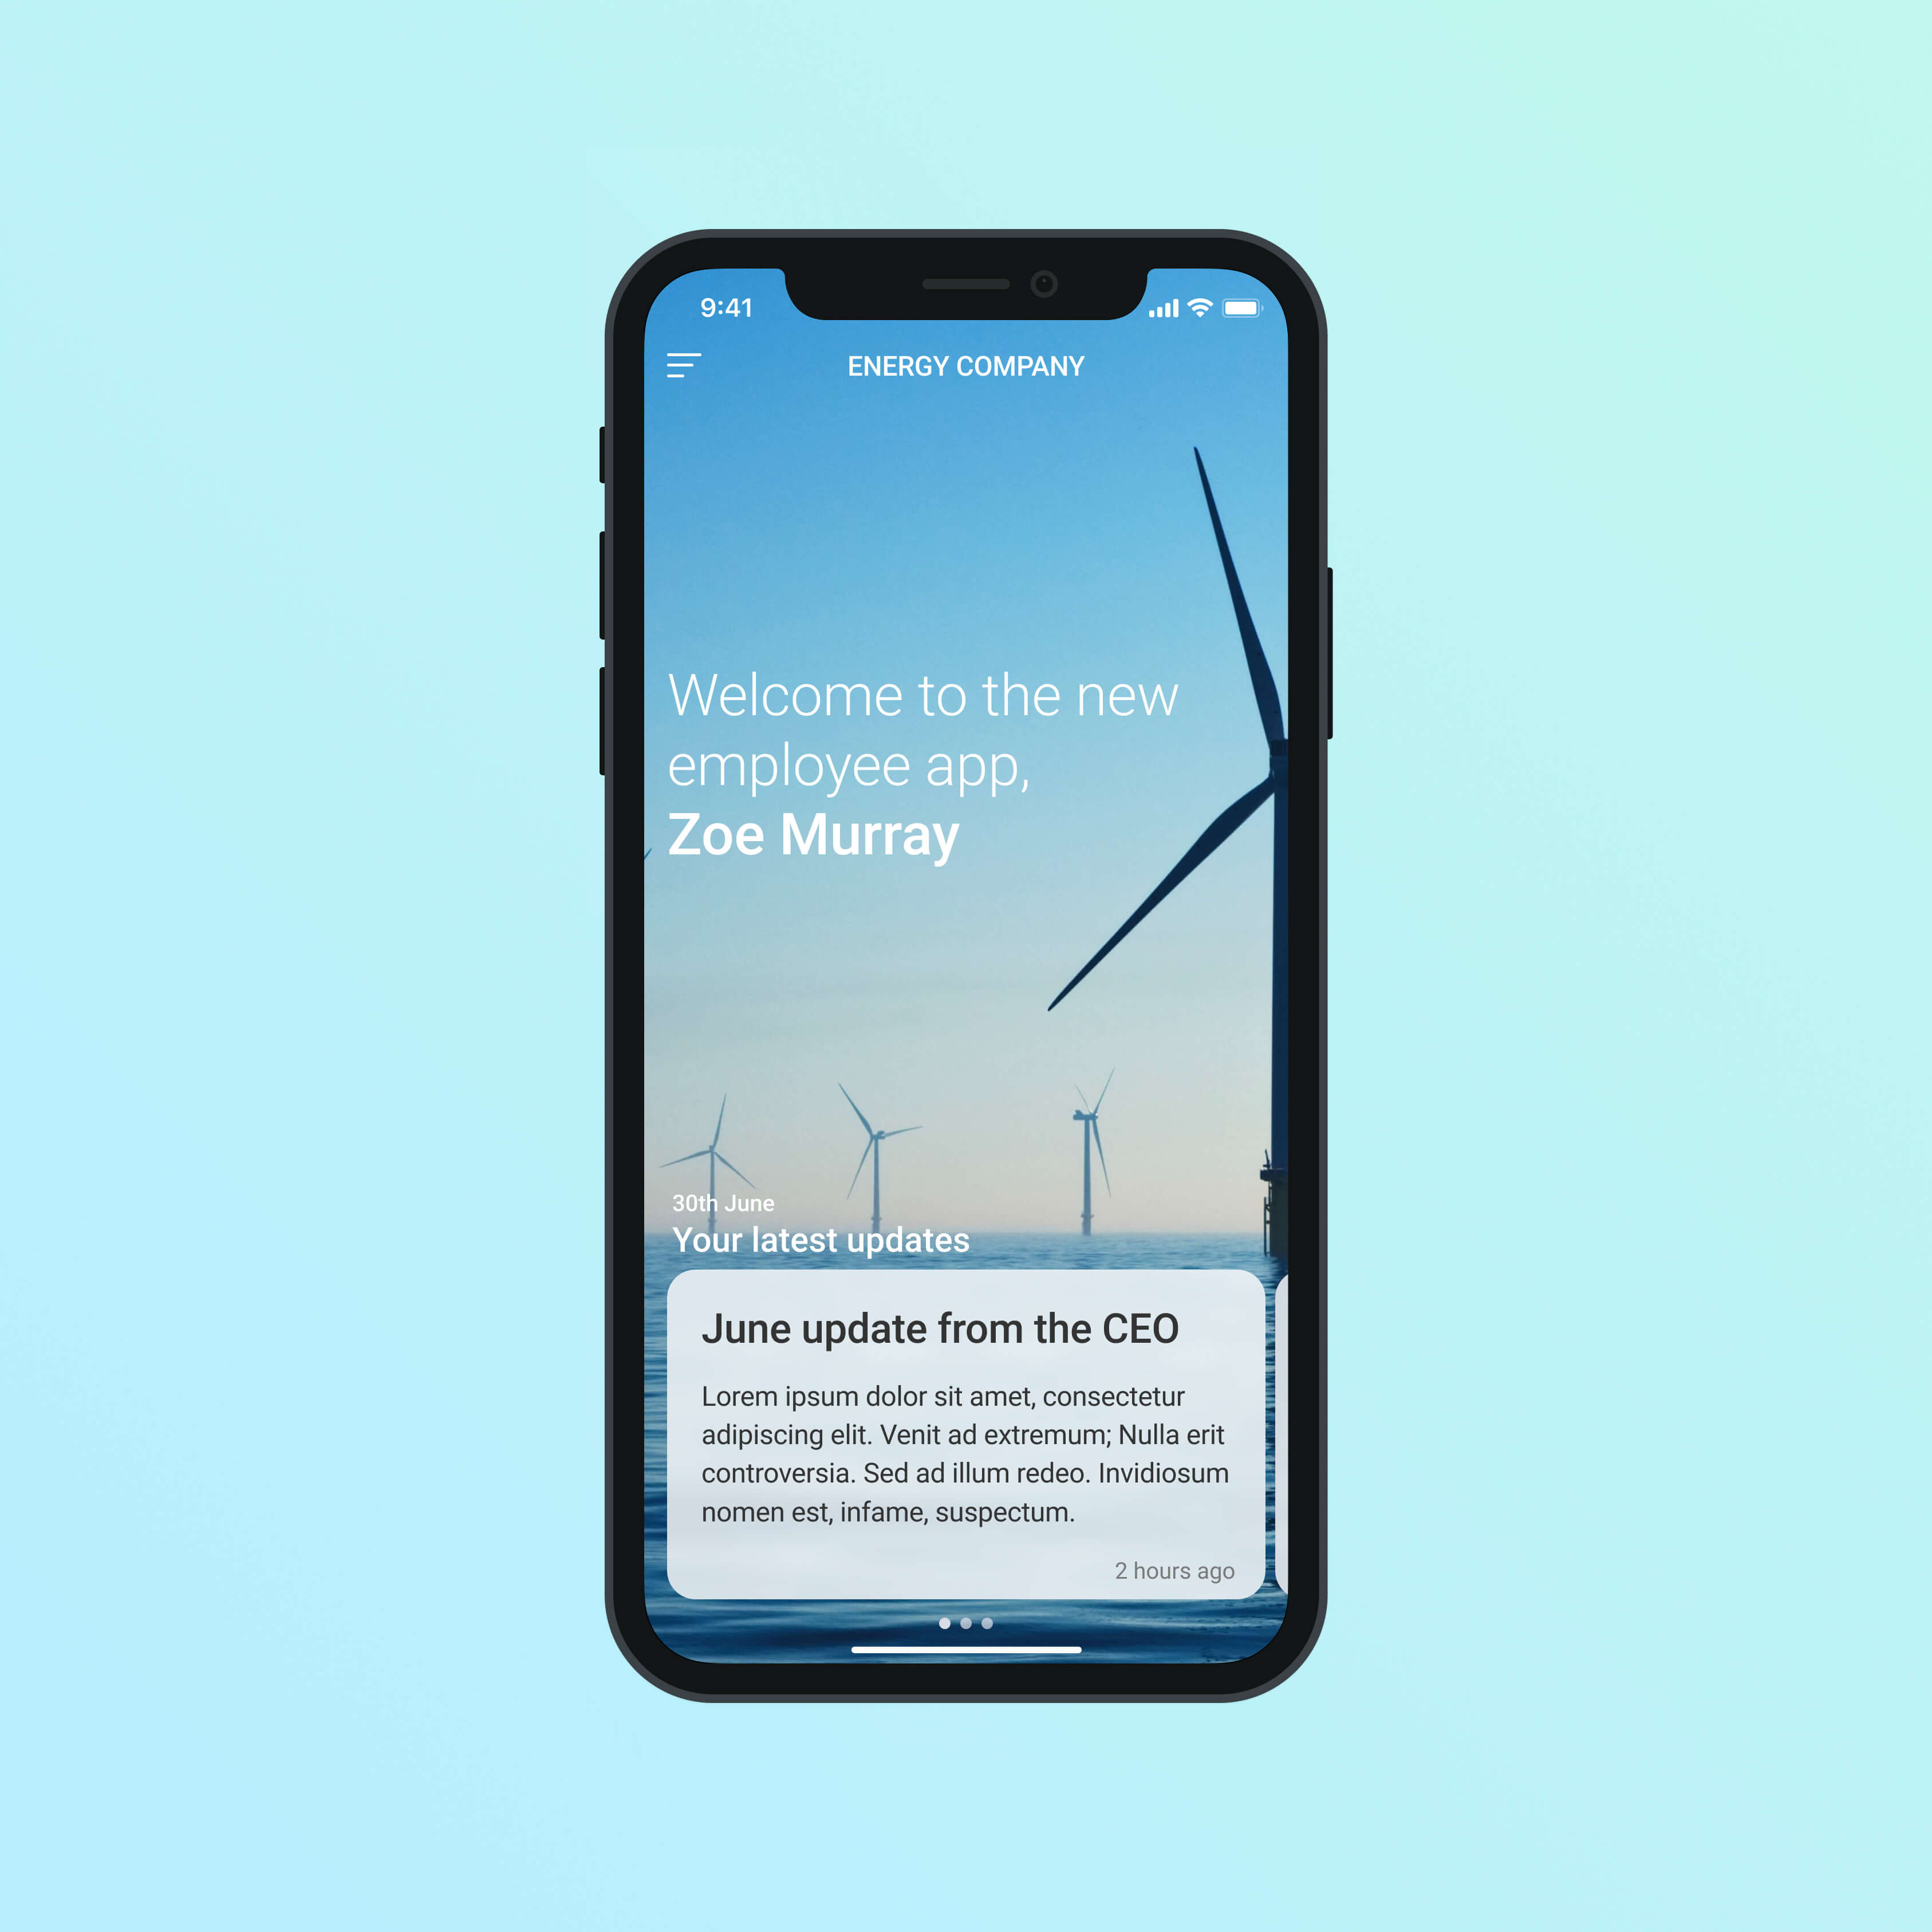 9:41
ENERGY COMPANY
Welcome to the new
employee app,
Zoe Murray
30th June
Your latest updates
June update from the CEO
Lorem ipsum dolor sit amet, consectetur
adipiscing elit. Venit ad extremum; Nulla erit
controversia. Sed ad illum redeo. Invidiosum
nomen est, infame, suspectum.
2 hours ago